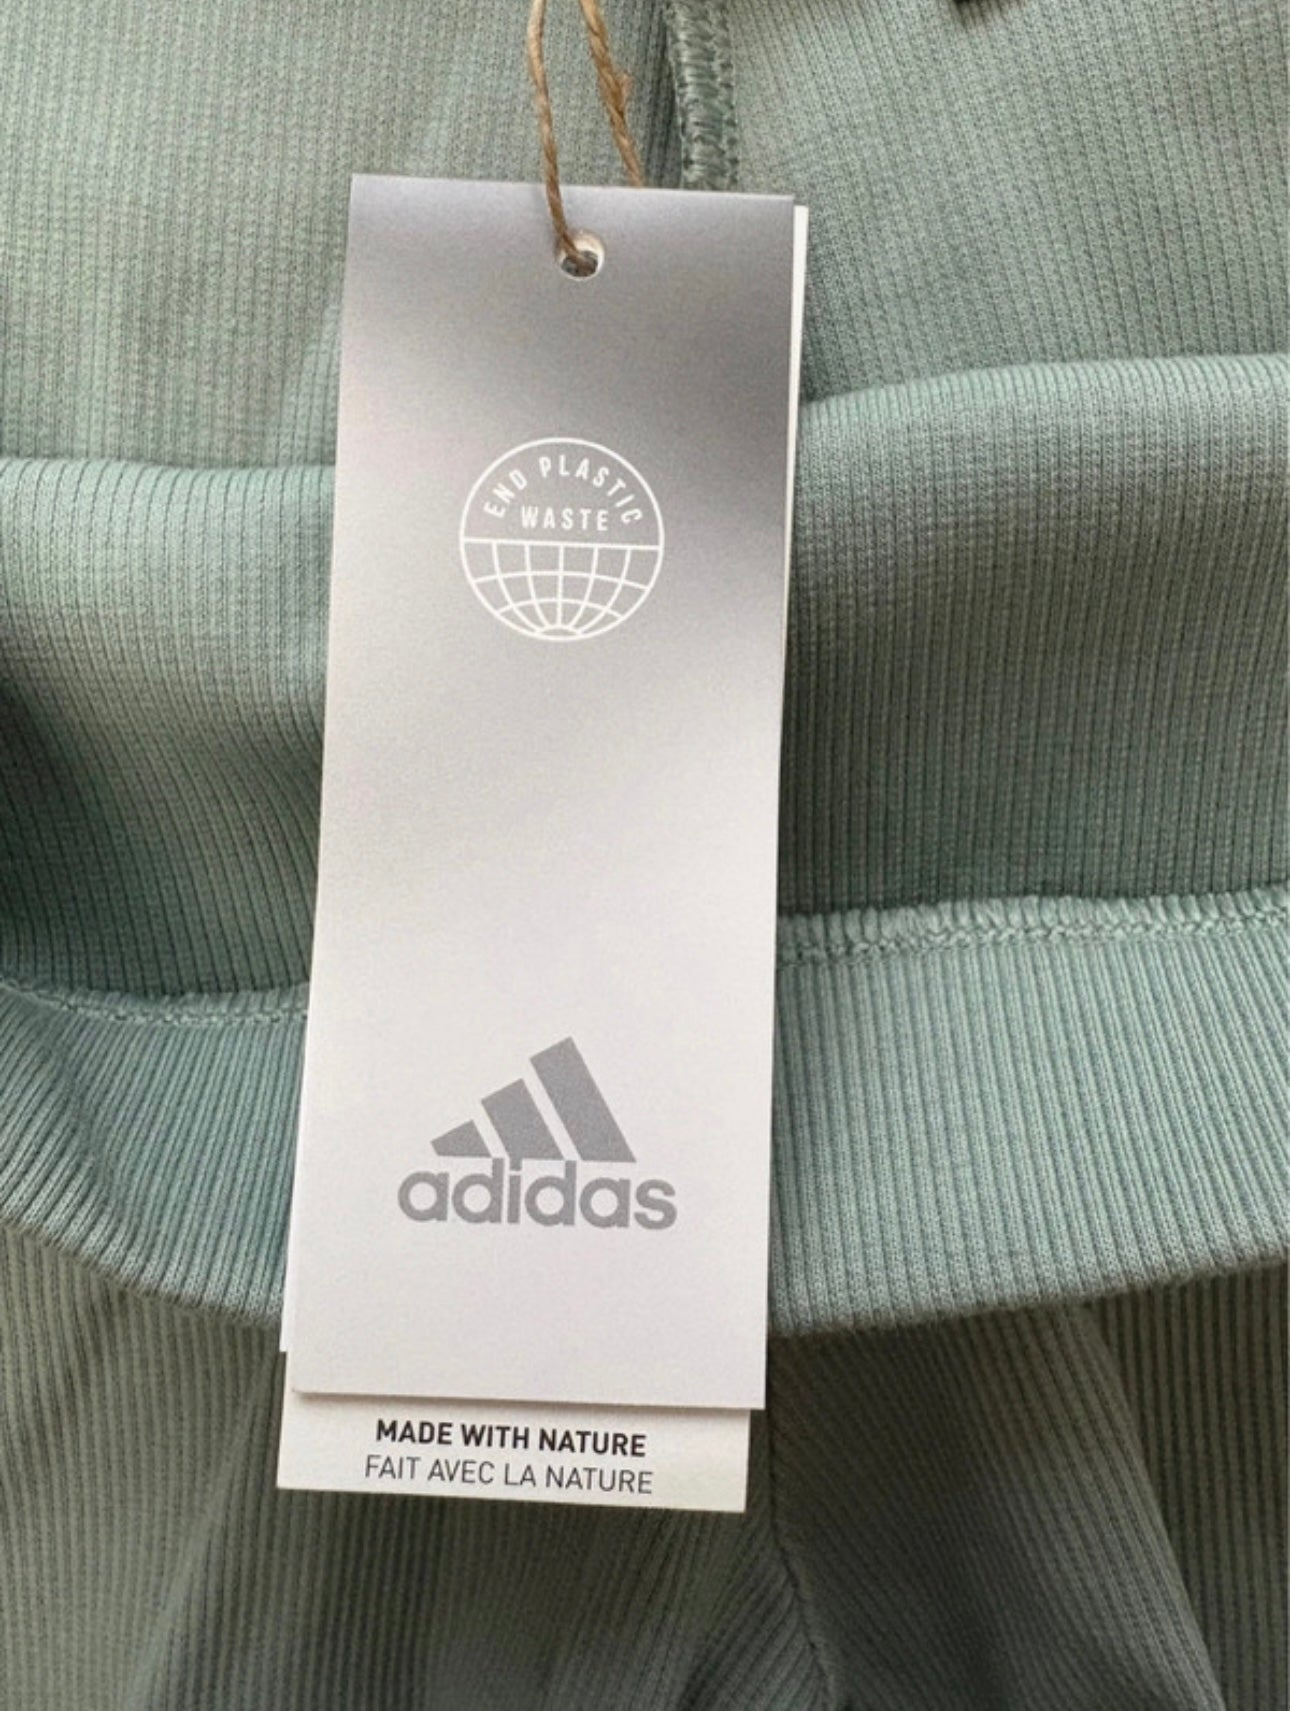 END PLASTIC
WASTE
adidas
MADE WITH NATURE
FAIT AVEC LA NATURE